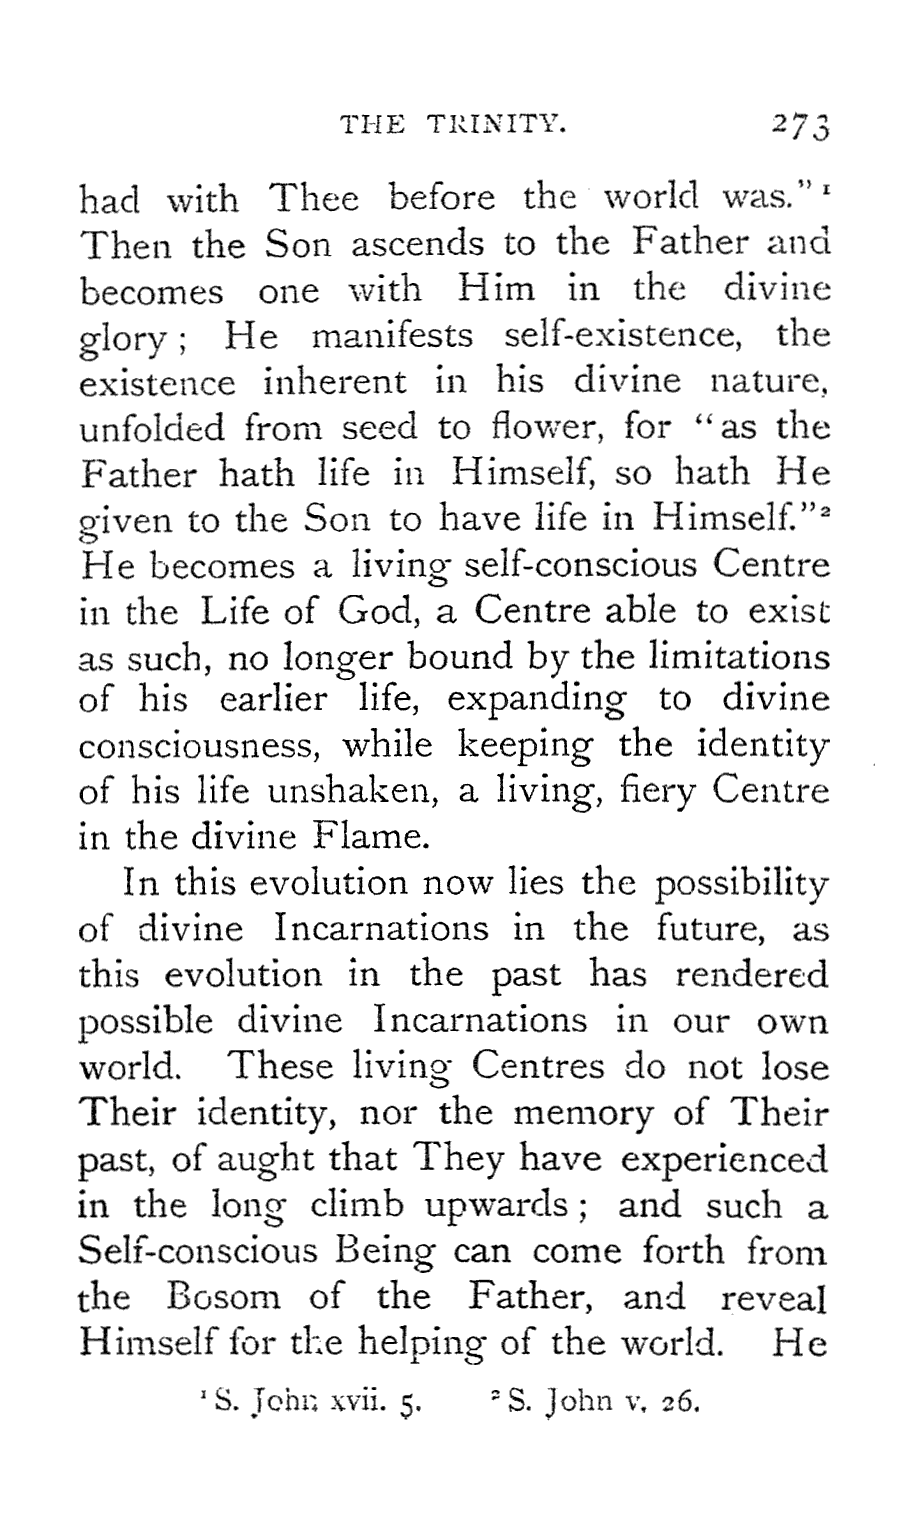 THE TRINITY. 273
had with Thee before the world was." ¹
Then the Son ascends to the Father and
becomes one with Him in the divine
glory ; He manifests self-existence, the
existence inherent in his divine nature,
unfolded from seed to flower, for “as the
Father hath life in Himself, so hath He
given to the Son to have life in Himself."²
He becomes a living self-conscious Centre
in the Life of God, a Centre able to exist
as such, no longer bound by the limitations
of his earlier life, expanding to divine
consciousness, while keeping the identity
of his life unshaken, a living, fiery Centre
in the divine Flame.
In this evolution now lies the possibility
of divine Incarnations in the future, as
this evolution in the past has rendered
possible divine Incarnations in our own
world. These living Centres do not lose
Their identity, nor the memory of Their
past, of aught that They have experienced
in the long climb upwards ; and such a
Self-conscious Being can come forth from
the Bosom of the Father, and reveal
Himself for the helping of the world. He
¹ S. John xvii. 5. ² S. John v. 26.